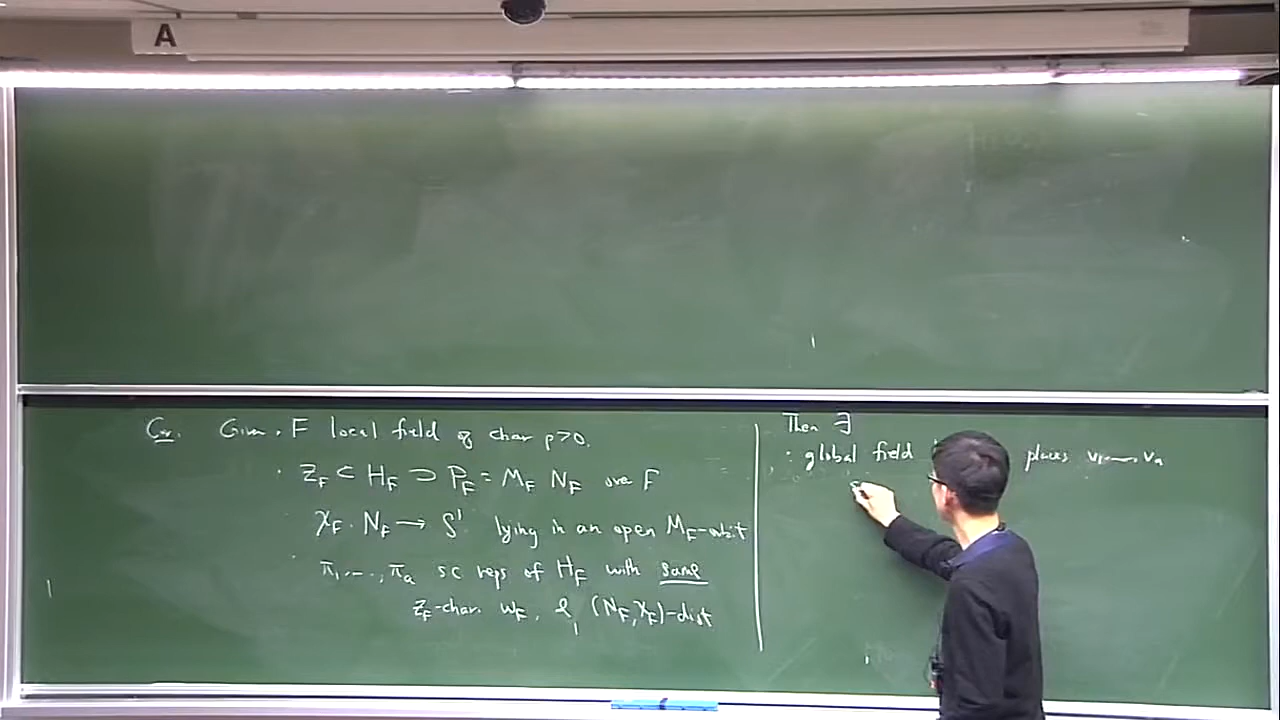 A
Cor. Given . F local field of char p>0.
· Z_F ⊂ H_F ⊃ P_F = M_F N_F over F
χ_F . N_F → S¹ lying in an open M_F-orbit
· π₁, ..., π_a sc reps of H_F with same
Z_F-char. ω_F, & (N_F, χ_F)-dist
Then ∃
· global field places v₁ — v_a